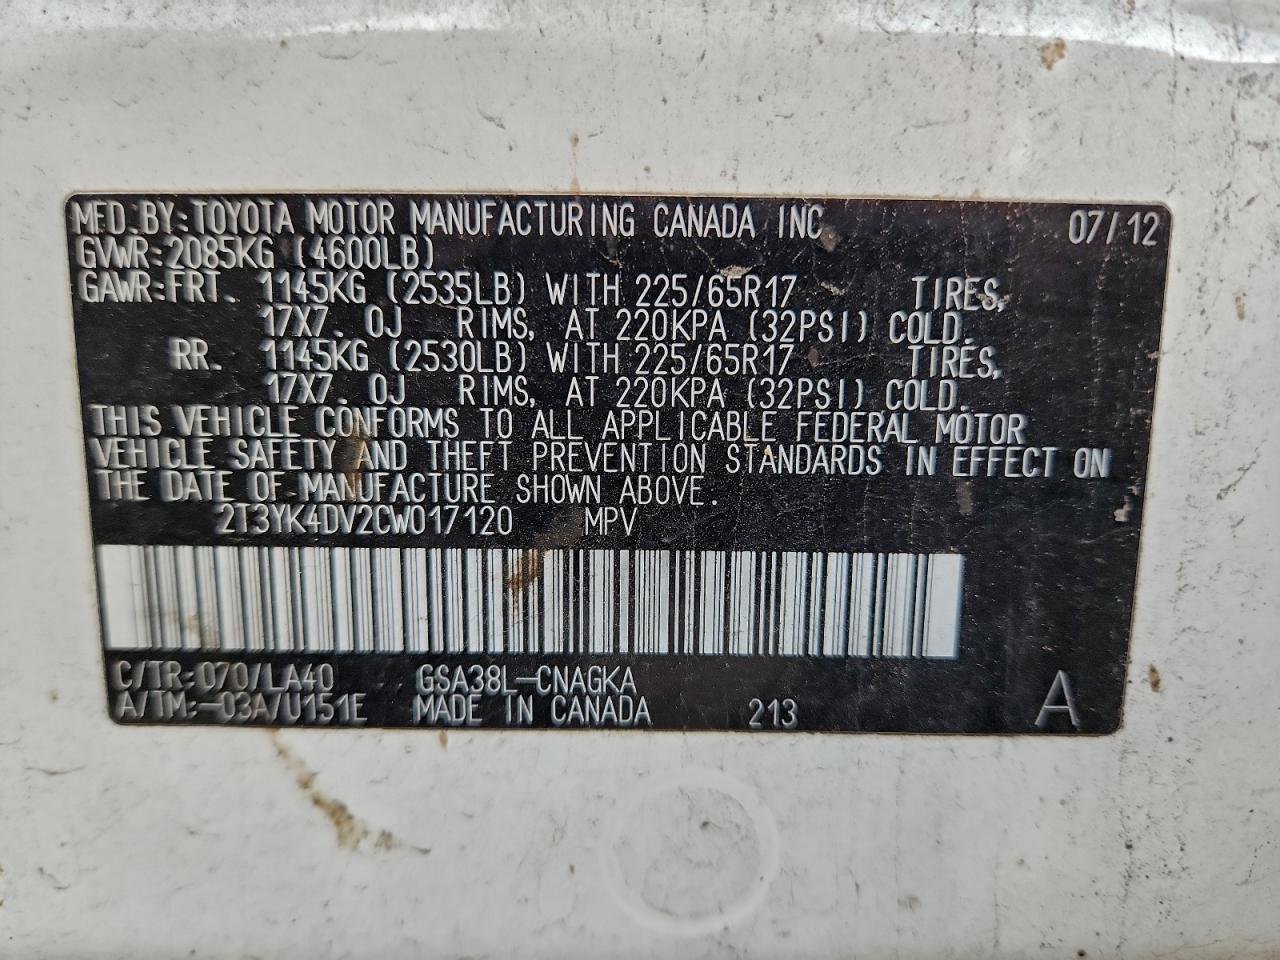 MFD.BY:TOYOTA MOTOR MANUFACTURING CANADA INC 07/12
GVWR:2085KG (4600LB)
GAWR:FRT. 1145KG (2535LB) WITH 225/65R17 TIRES,
17X7.0J RIMS, AT 220KPA (32PSI) COLD.
RR. 1145KG (2530LB) WITH 225/65R17 TIRES,
17X7.0J RIMS, AT 220KPA (32PSI) COLD.
THIS VEHICLE CONFORMS TO ALL APPLICABLE FEDERAL MOTOR
VEHICLE SAFETY AND THEFT PREVENTION STANDARDS IN EFFECT ON
THE DATE OF MANUFACTURE SHOWN ABOVE.
2T3YK4DV2CW017120 MPV
C/TR:070/LA40 GSA38L-CNAGKA
A/TM:-03A/U151E MADE IN CANADA 213 A